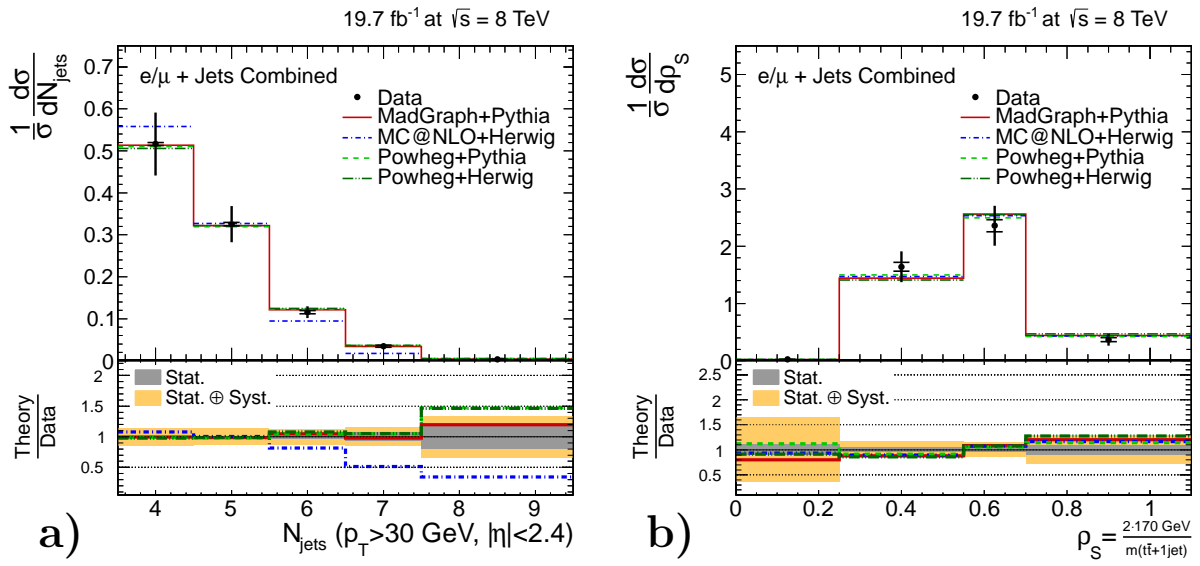 19.7 fb⁻¹ at √s = 8 TeV
1/σ dσ/dN_jets
e/μ + Jets Combined
Data
MadGraph+Pythia
MC@NLO+Herwig
Powheg+Pythia
Powheg+Herwig
0.7
0.6
0.5
0.4
0.3
0.2
0.1
0
Theory/Data
Stat.
Stat. ⊕ Syst.
2
1.5
1
0.5
4 5 6 7 8 9
N_jets (p_T>30 GeV, |η|<2.4)
a)
19.7 fb⁻¹ at √s = 8 TeV
1/σ dσ/dρ_S
e/μ + Jets Combined
Data
MadGraph+Pythia
MC@NLO+Herwig
Powheg+Pythia
Powheg+Herwig
5
4
3
2
1
0
Theory/Data
Stat.
Stat. ⊕ Syst.
2.5
2
1.5
1
0.5
0 0.2 0.4 0.6 0.8 1
ρ_S = 2·170 GeV/m(tt̄+1jet)
b)